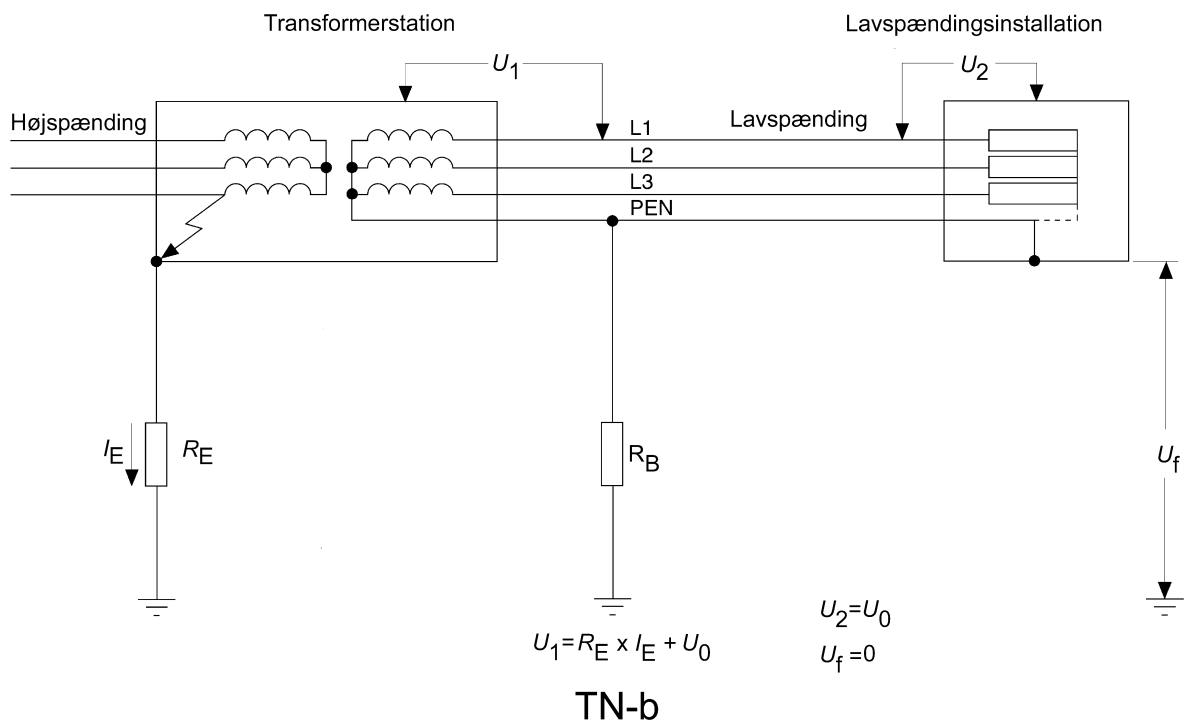 Transformerstation
Lavspændingsinstallation
U1
U2
Højspænding
L1
Lavspænding
L2
L3
PEN
IE
RE
RB
Uf
U1=RE x IE + U0
U2=U0
Uf=0
TN-b